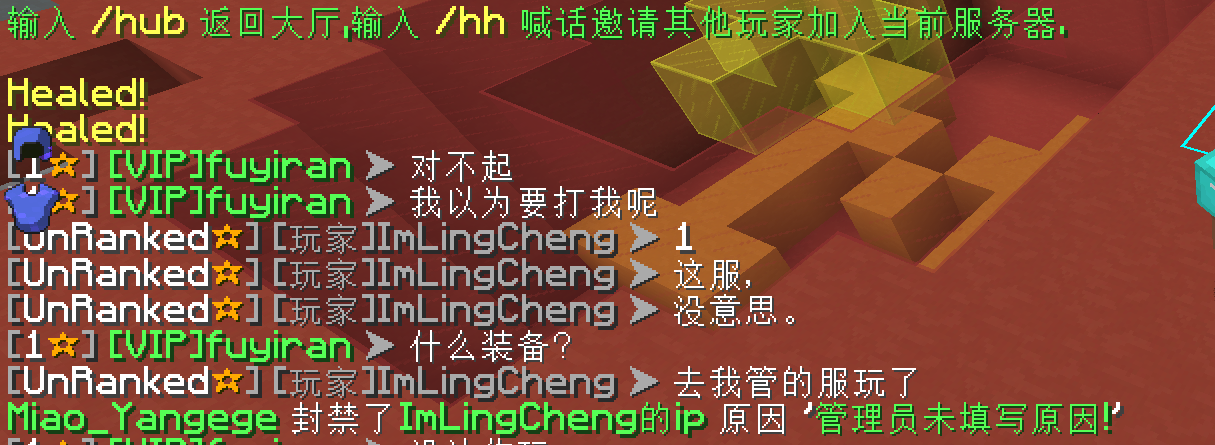 输入 /hub 返回大厅,输入 /hh 喊话邀请其他玩家加入当前服务器.
Healed!
Healed!
[1★] [VIP]fuyiran ➤ 对不起
★] [VIP]fuyiran ➤ 我以为要打我呢
[UnRanked★] [玩家]ImLingCheng ➤ 1
[UnRanked★] [玩家]ImLingCheng ➤ 这服,
[UnRanked★] [玩家]ImLingCheng ➤ 没意思。
[1★] [VIP]fuyiran ➤ 什么装备?
[UnRanked★] [玩家]ImLingCheng ➤ 去我管的服玩了
Miao_Yangege 封禁了ImLingCheng的ip 原因 '管理员未填写原因!'
[1★] [VIP]fuyiran ➤